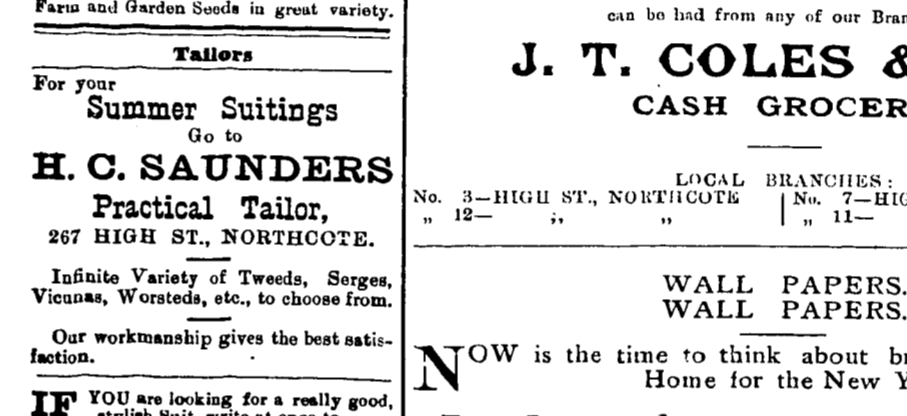 Farm and Garden Seeds in great variety.
Tailors
For your
Summer Suitings
Go to
H. C. SAUNDERS
Practical Tailor,
267 HIGH ST., NORTHCOTE.
Infinite Variety of Tweeds, Serges,
Vicunas, Worsteds, etc., to choose from.
Our workmanship gives the best satis-
faction.
IF YOU are looking for a really good,
can be had from any of our Bran
J. T. COLES &
CASH GROCER
LOCAL BRANCHES:
No. 3—HIGH ST., NORTHCOTE | No. 7—HIG
„ 12— „ „ | „ 11—
WALL PAPERS.
WALL PAPERS.
NOW is the time to think about br
Home for the New Y